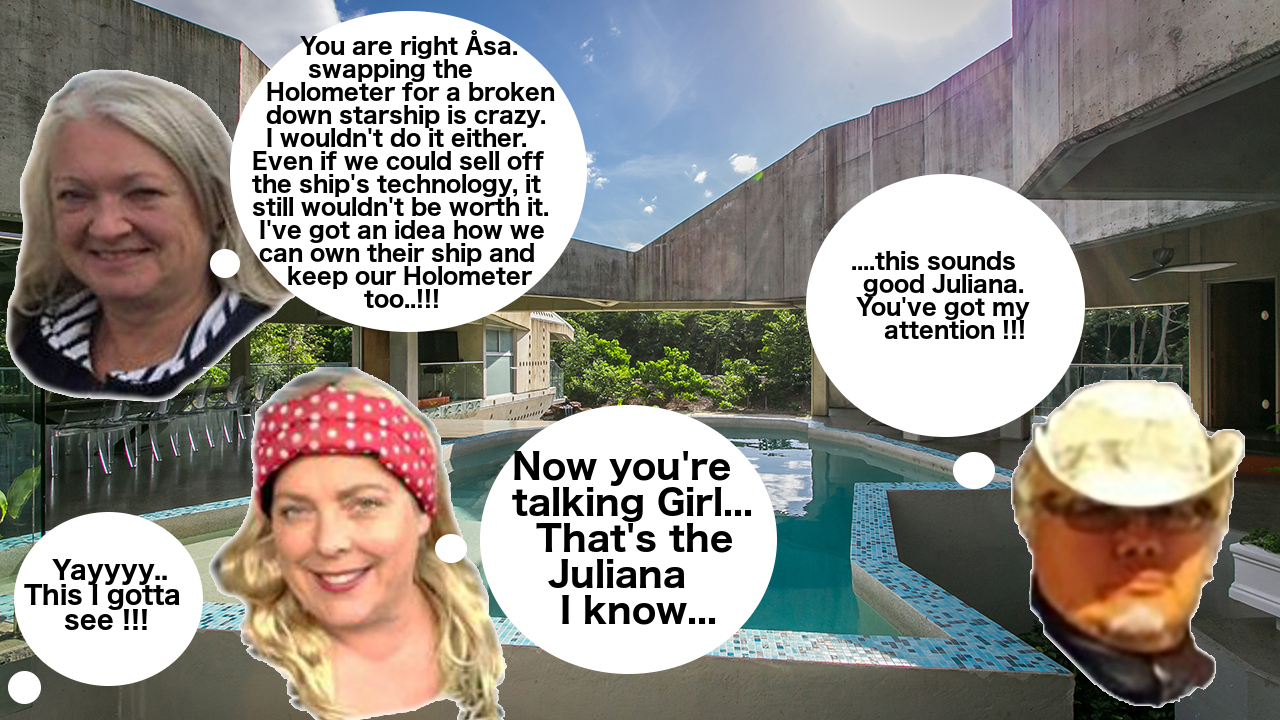 You are right Åsa.
swapping the
Holometer for a broken
down starship is crazy.
I wouldn't do it either.
Even if we could sell off
the ship's technology, it
still wouldn't be worth it.
I've got an idea how we
can own their ship and
keep our Holometer
too..!!!
....this sounds
good Juliana.
You've got my
attention !!!
Now you're
talking Girl...
That's the
Juliana
I know...
Yayyyy..
This I gotta
see !!!